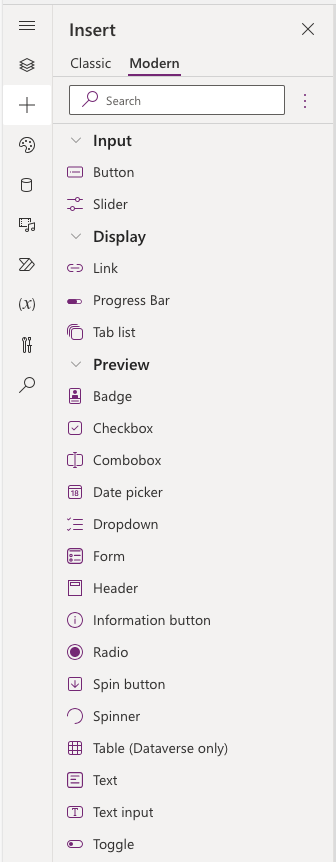 Insert
Classic Modern
Search
Input
Button
Slider
Display
Link
Progress Bar
Tab list
Preview
Badge
Checkbox
Combobox
18 Date picker
Dropdown
Form
Header
Information button
Radio
Spin button
Spinner
Table (Dataverse only)
Text
Text input
Toggle
(x)